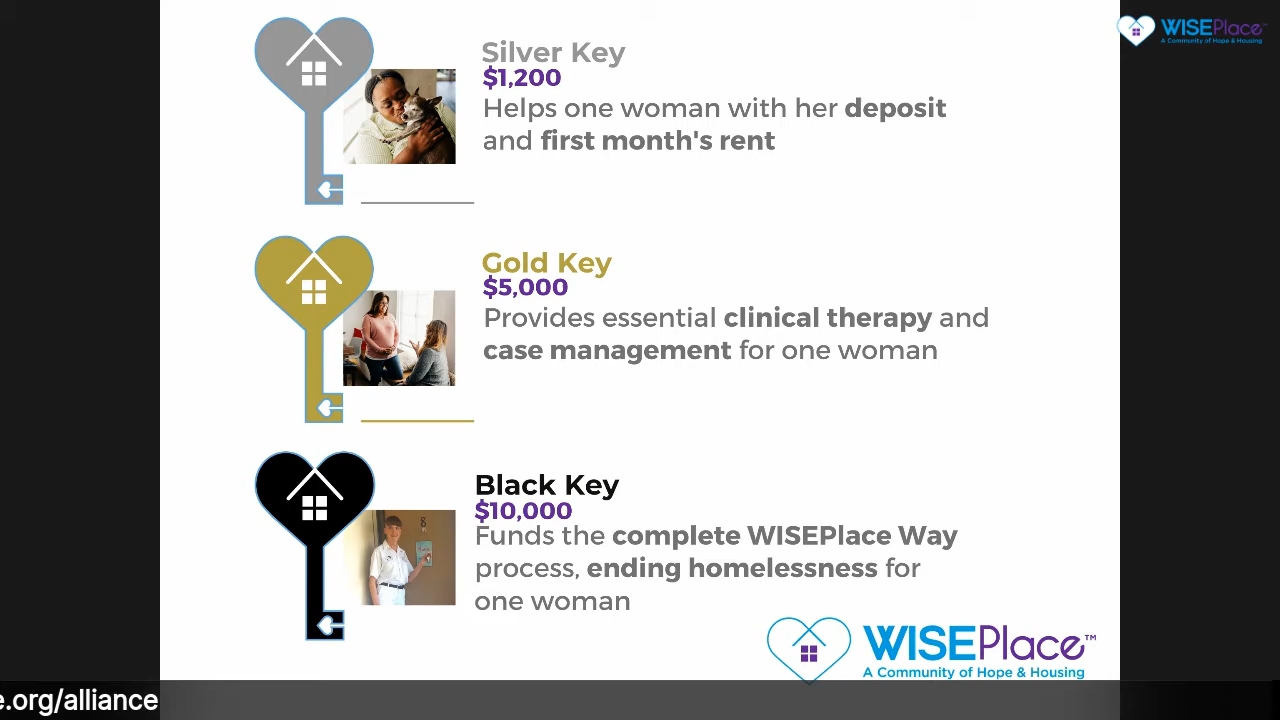 WISEPlace™
A Community of Hope & Housing
Silver Key
$1,200
Helps one woman with her deposit
and first month's rent
Gold Key
$5,000
Provides essential clinical therapy and
case management for one woman
Black Key
$10,000
Funds the complete WISEPlace Way
process, ending homelessness for
one woman
WISEPlace™
A Community of Hope & Housing
e.org/alliance